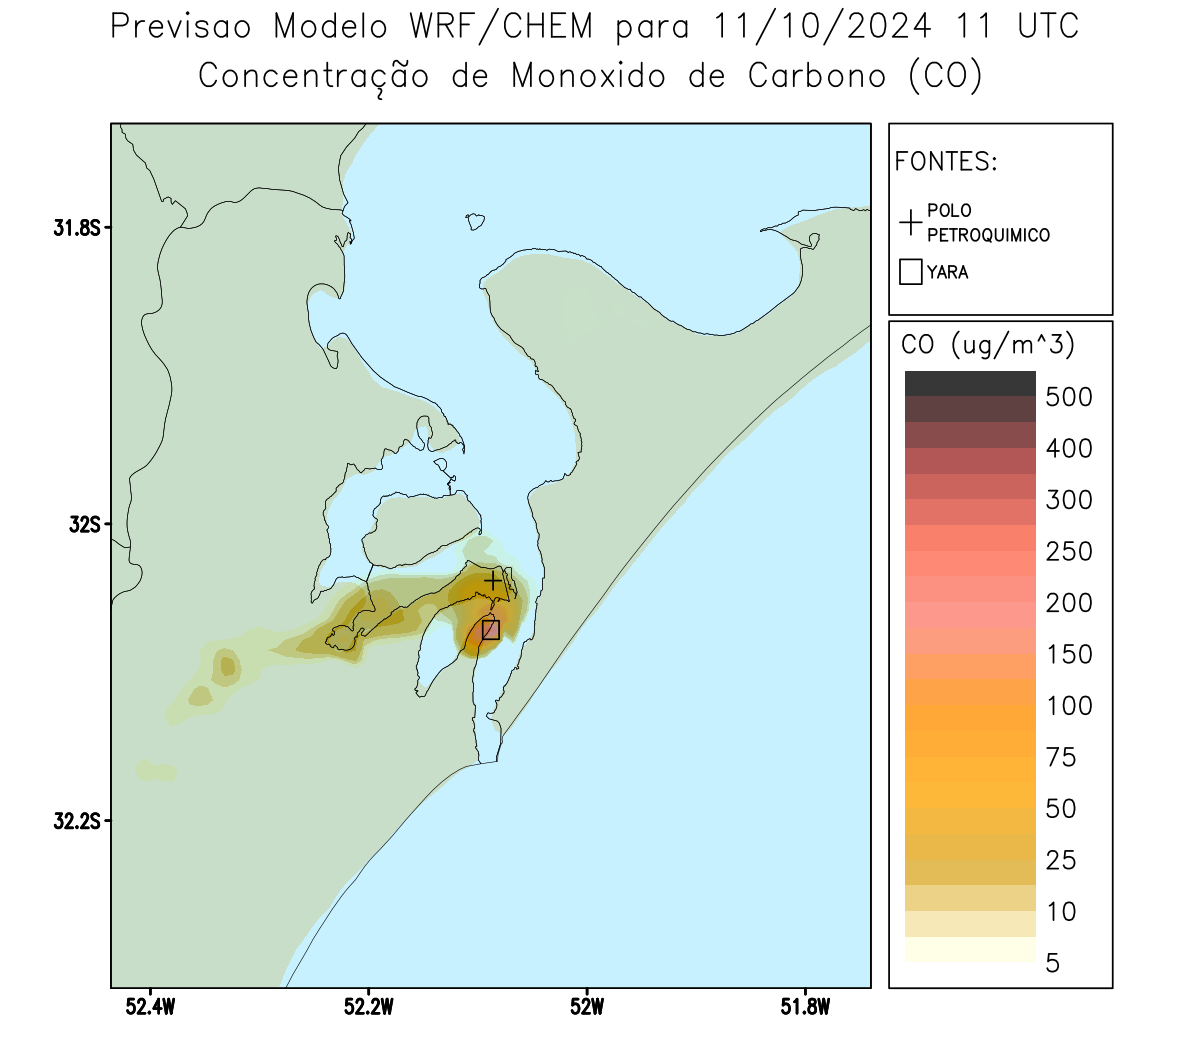 Previsao Modelo WRF/CHEM para 11/10/2024 11 UTC
Concentração de Monoxido de Carbono (CO)
FONTES:
POLO
PETROQUIMICO
YARA
CO (ug/m^3)
500
400
300
250
200
150
100
75
50
25
10
5
31.8S
32S
32.2S
52.4W
52.2W
52W
51.8W